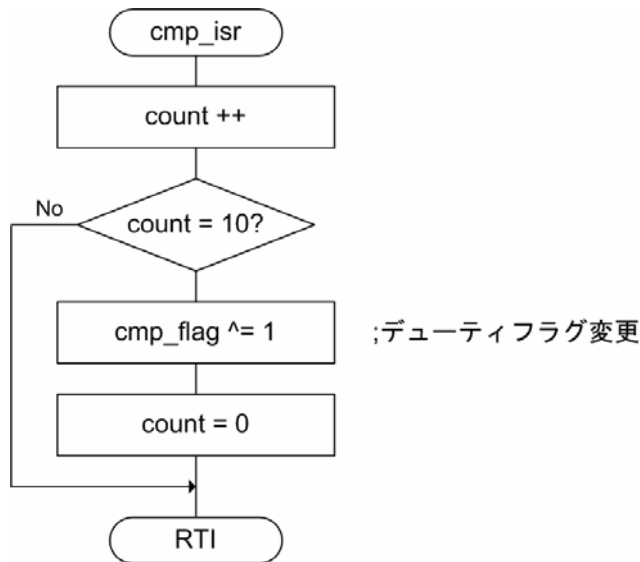 cmp_isr
count ++
No
count = 10?
cmp_flag ^= 1
;デューティフラグ変更
count = 0
RTI